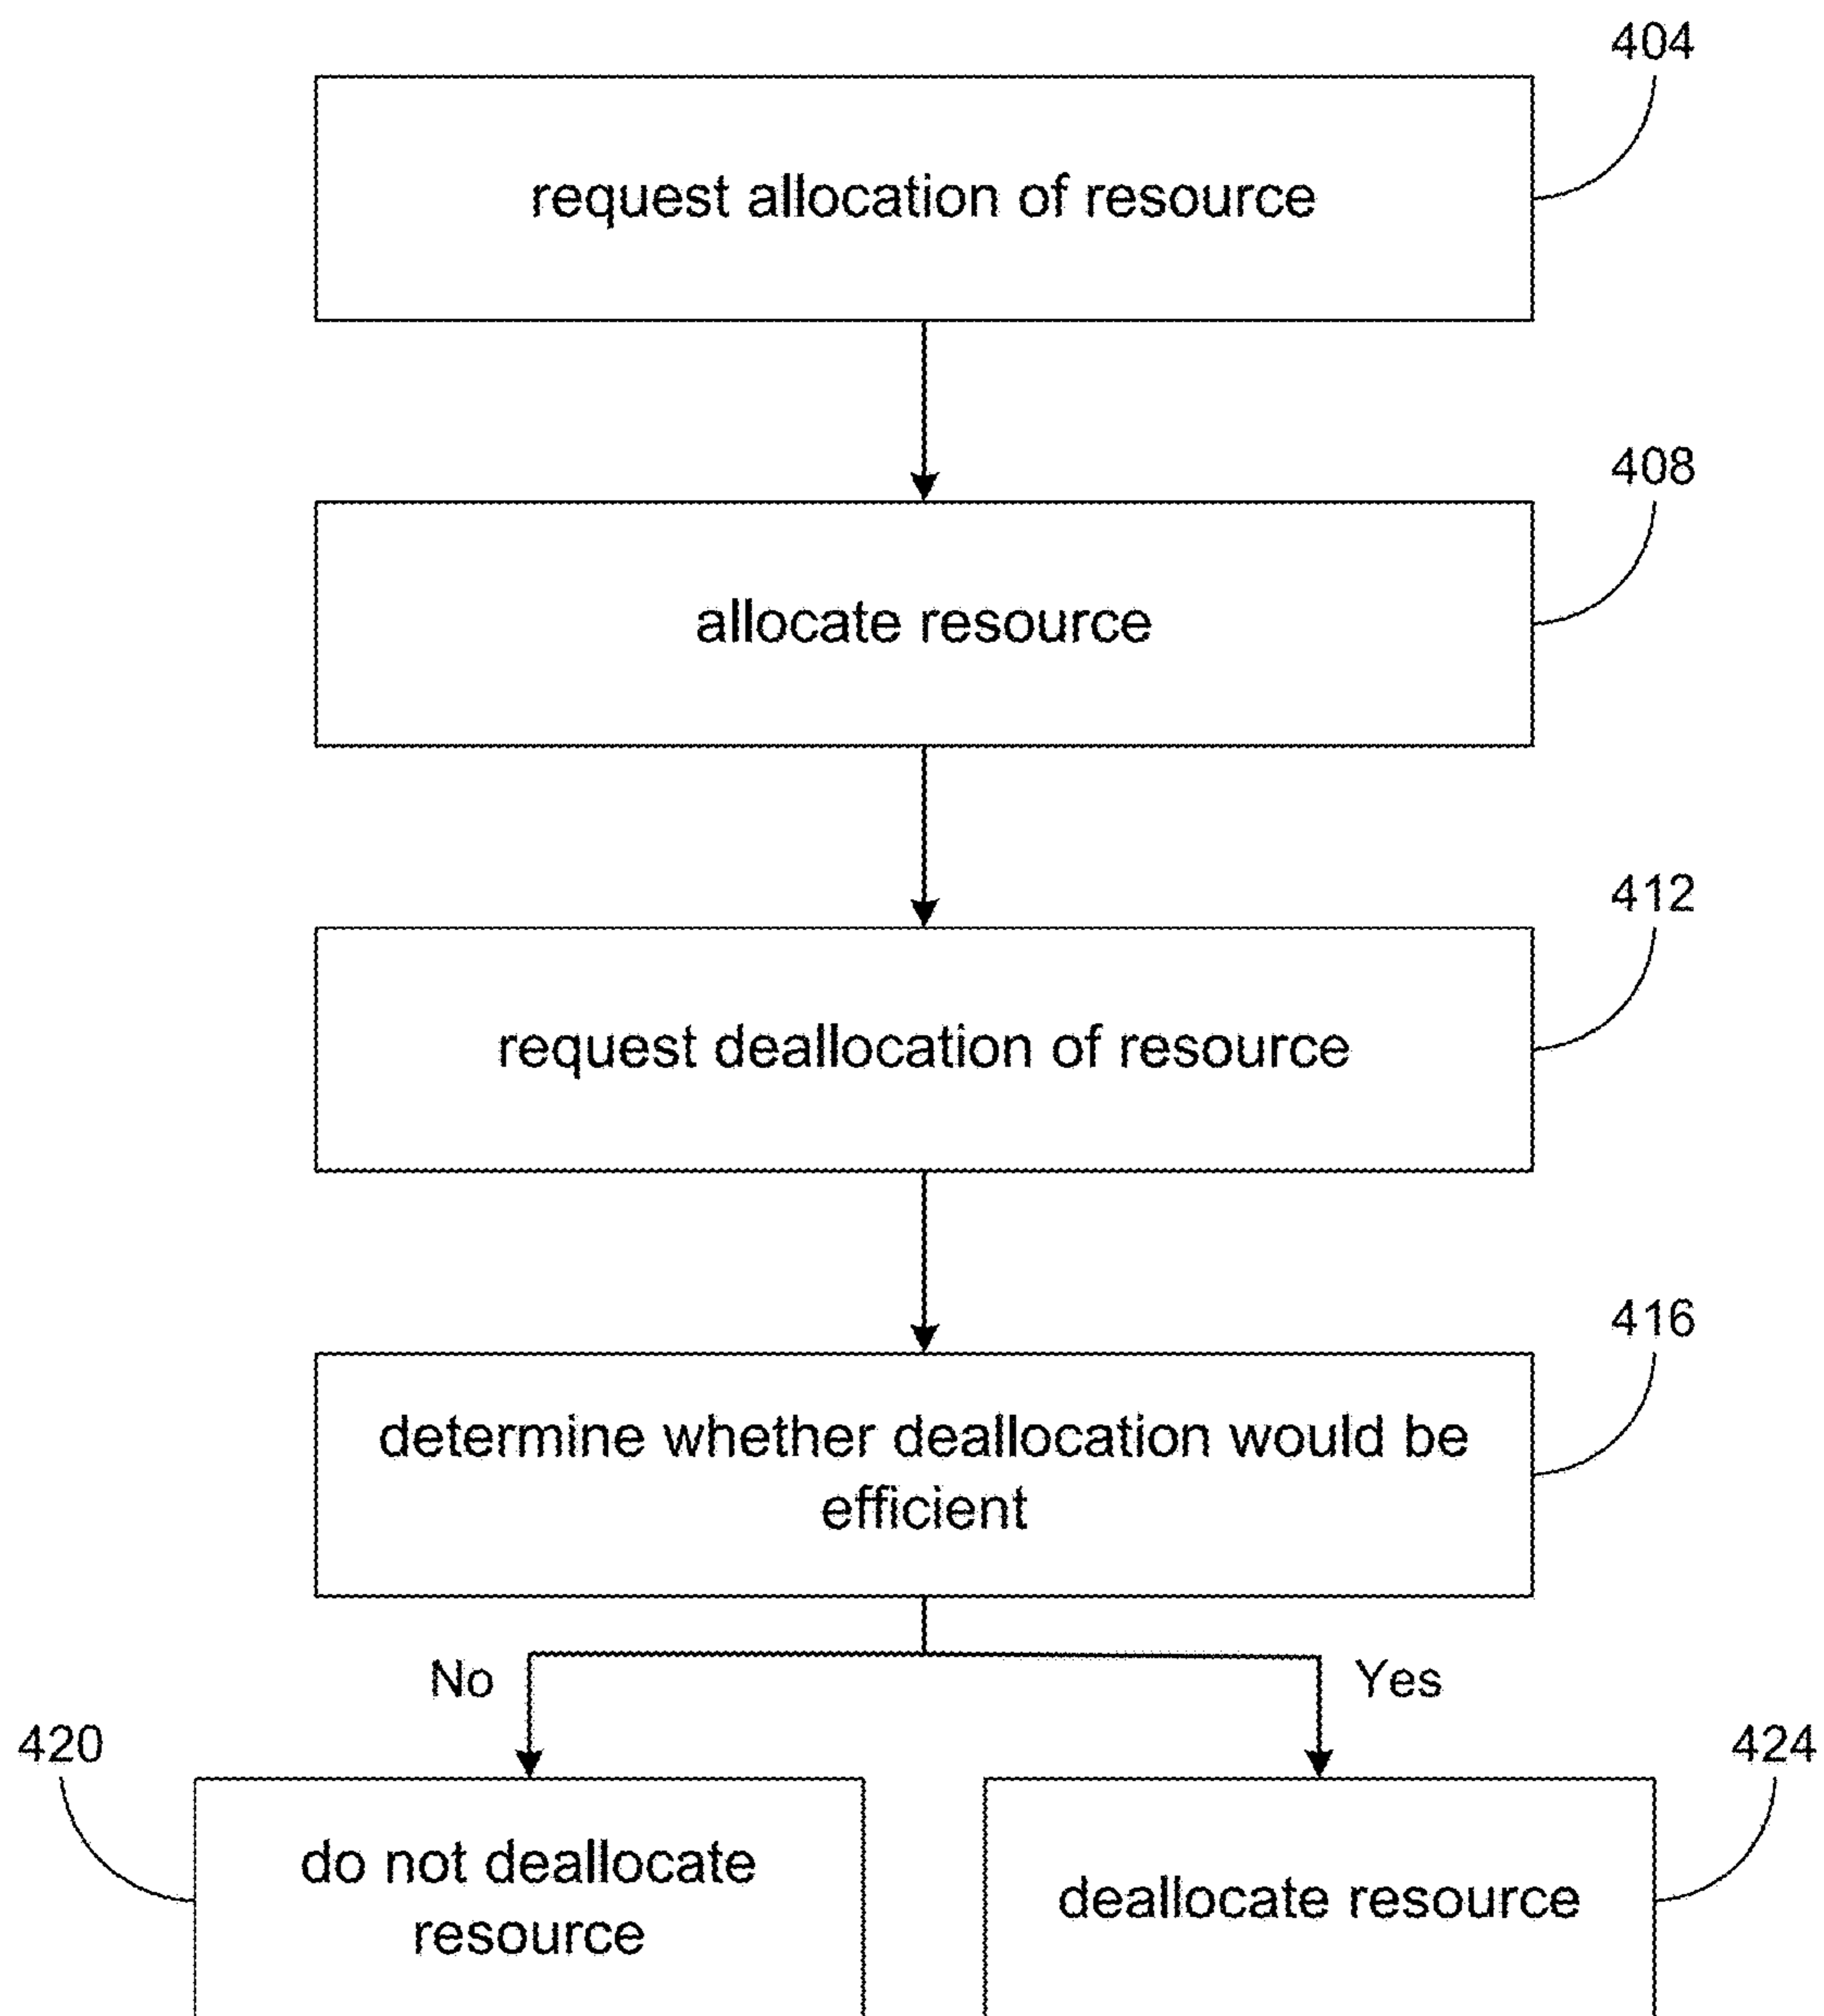 404
request allocation of resource
408
allocate resource
412
request deallocation of resource
416
determine whether deallocation would be
efficient
No
Yes
420
424
do not deallocate
resource
deallocate resource